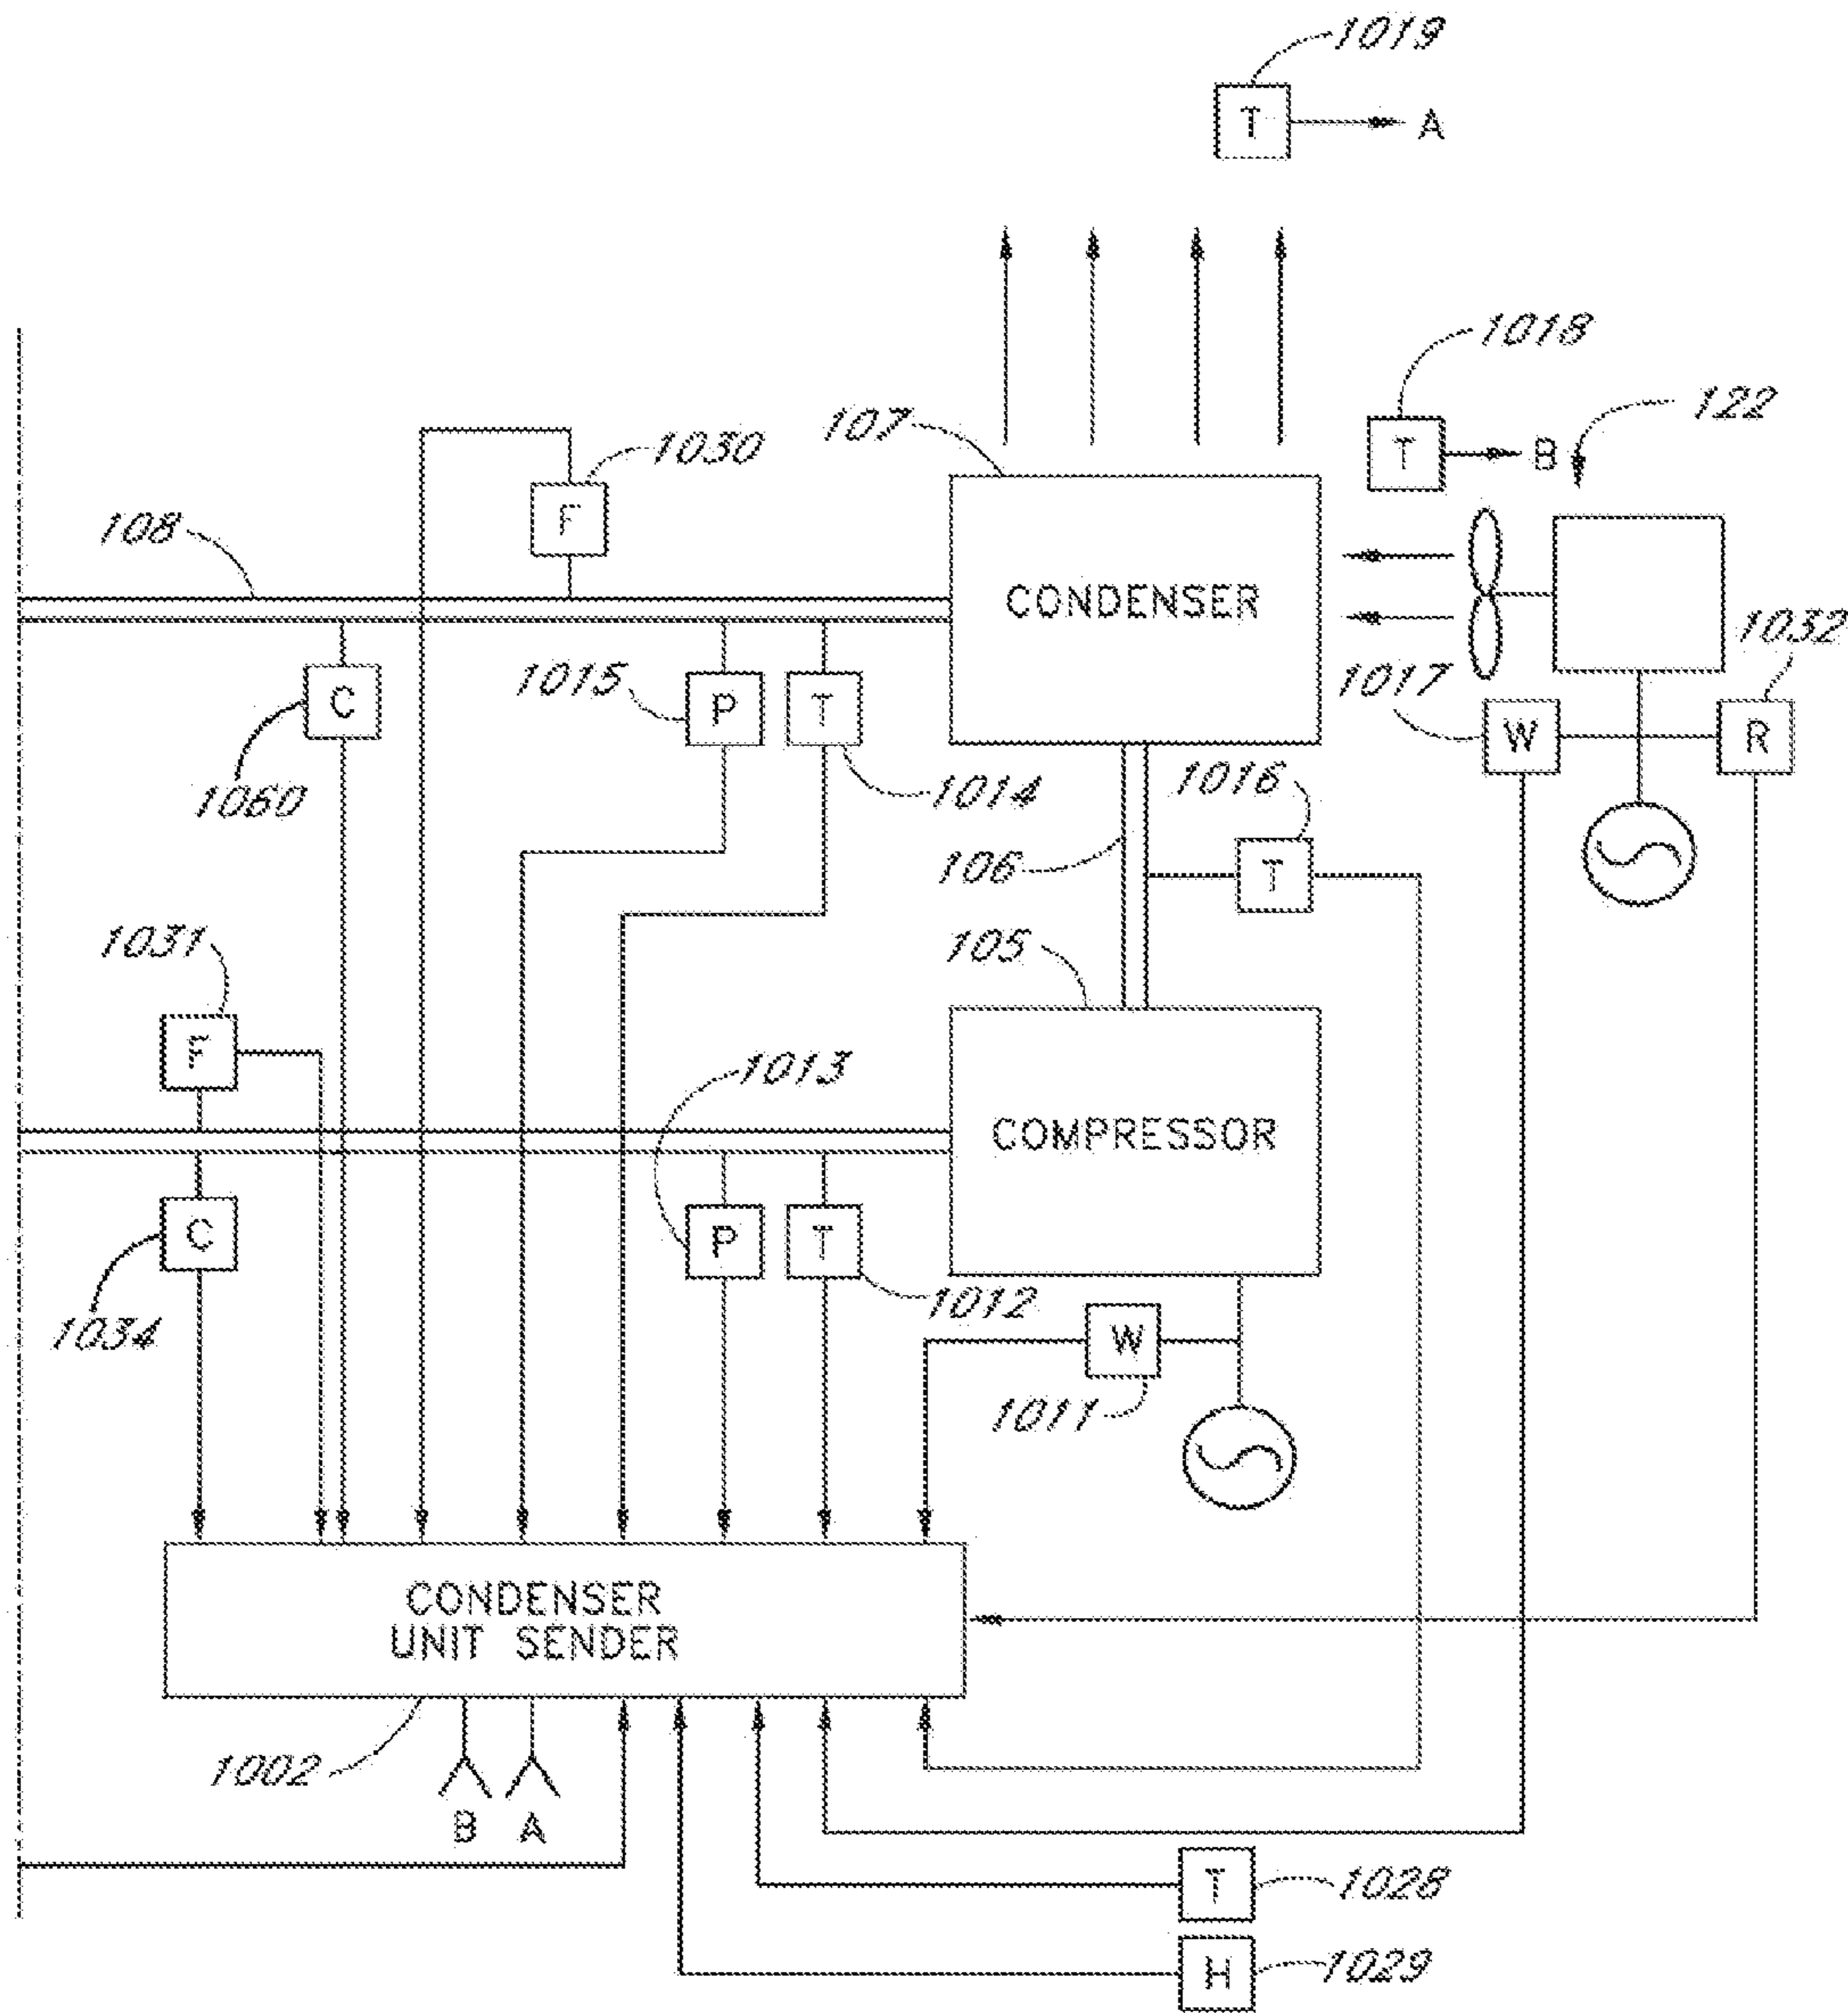 1019
T
A
1018
122
107
T
B
1030
F
108
CONDENSER
1032
1015
1017
C
P
T
W
R
1060
1014
1016
106
T
1031
105
F
1013
COMPRESSOR
C
P
T
1034
1012
W
1011
CONDENSER
UNIT SENDER
1002
B
A
T
1028
H
1029